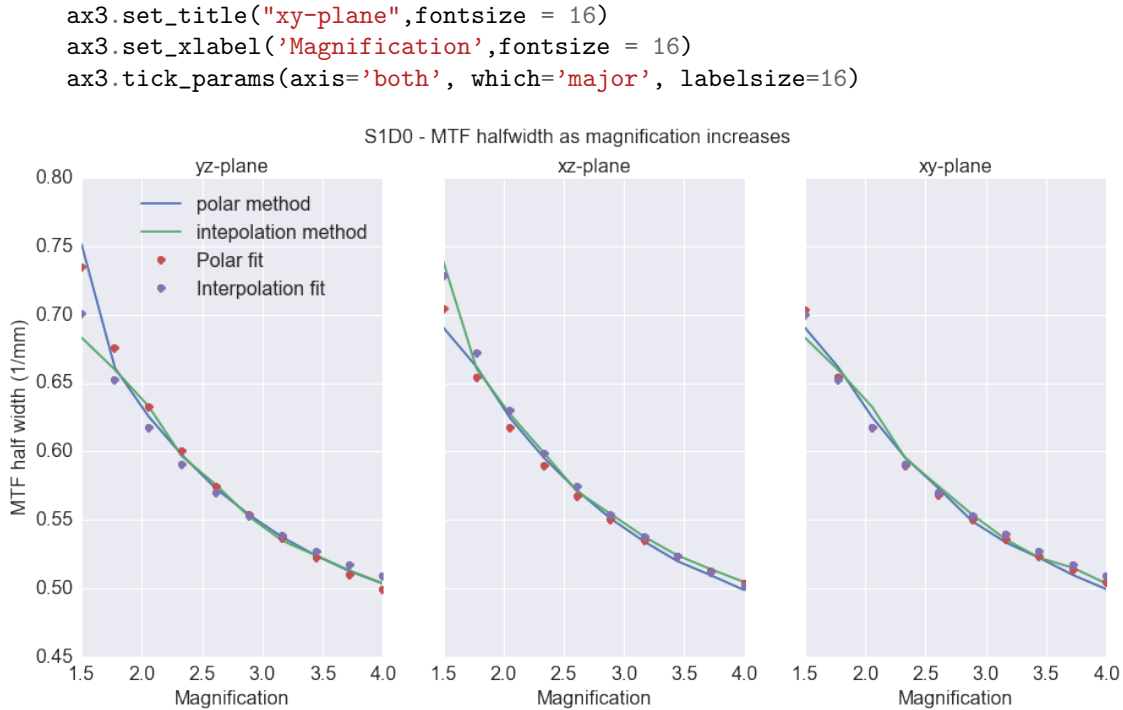 ax3.set_title("xy-plane",fontsize = 16)
ax3.set_xlabel('Magnification',fontsize = 16)
ax3.tick_params(axis='both', which='major', labelsize=16)
S1D0 - MTF halfwidth as magnification increases
yz-plane xz-plane xy-plane
polar method
intepolation method
Polar fit
Interpolation fit
MTF half width (1/mm)
0.80
0.75
0.70
0.65
0.60
0.55
0.50
0.45
1.5 2.0 2.5 3.0 3.5 4.0 1.5 2.0 2.5 3.0 3.5 4.0 1.5 2.0 2.5 3.0 3.5 4.0
Magnification Magnification Magnification